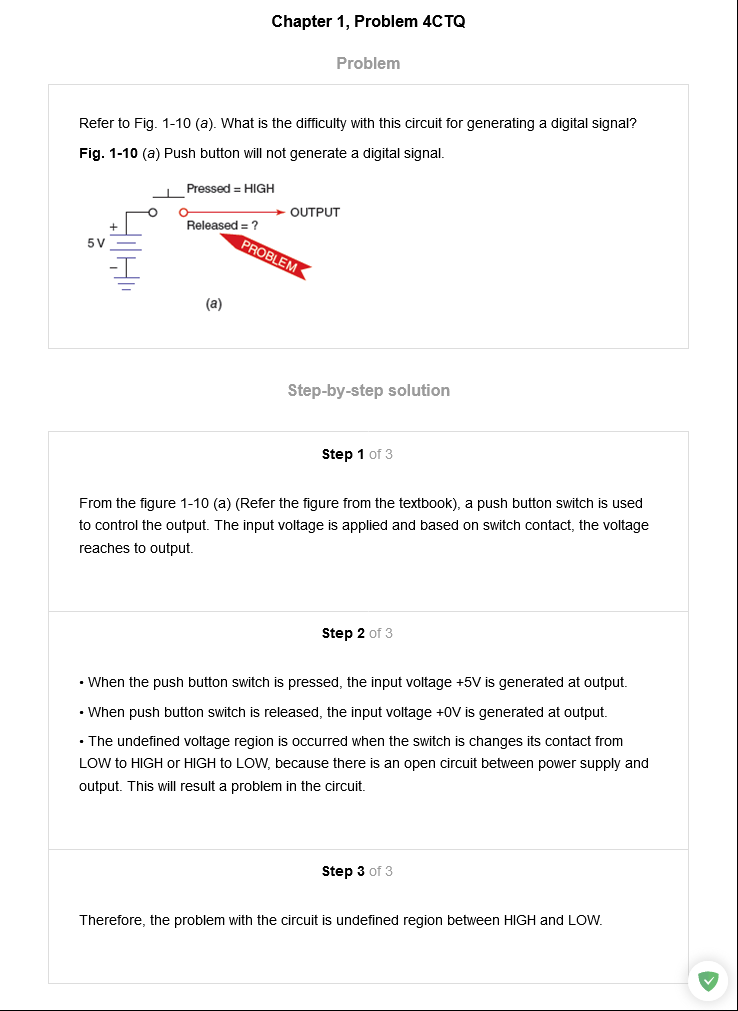 Chapter 1, Problem 4CTQ
Problem
Refer to Fig. 1-10 (a). What is the difficulty with this circuit for generating a digital signal?
Fig. 1-10 (a) Push button will not generate a digital signal.
Pressed = HIGH
OUTPUT
Released = ?
+
5 V
PROBLEM
−
(a)
Step-by-step solution
Step 1 of 3
From the figure 1-10 (a) (Refer the figure from the textbook), a push button switch is used
to control the output. The input voltage is applied and based on switch contact, the voltage
reaches to output.
Step 2 of 3
• When the push button switch is pressed, the input voltage +5V is generated at output.
• When push button switch is released, the input voltage +0V is generated at output.
• The undefined voltage region is occurred when the switch is changes its contact from
LOW to HIGH or HIGH to LOW, because there is an open circuit between power supply and
output. This will result a problem in the circuit.
Step 3 of 3
Therefore, the problem with the circuit is undefined region between HIGH and LOW.